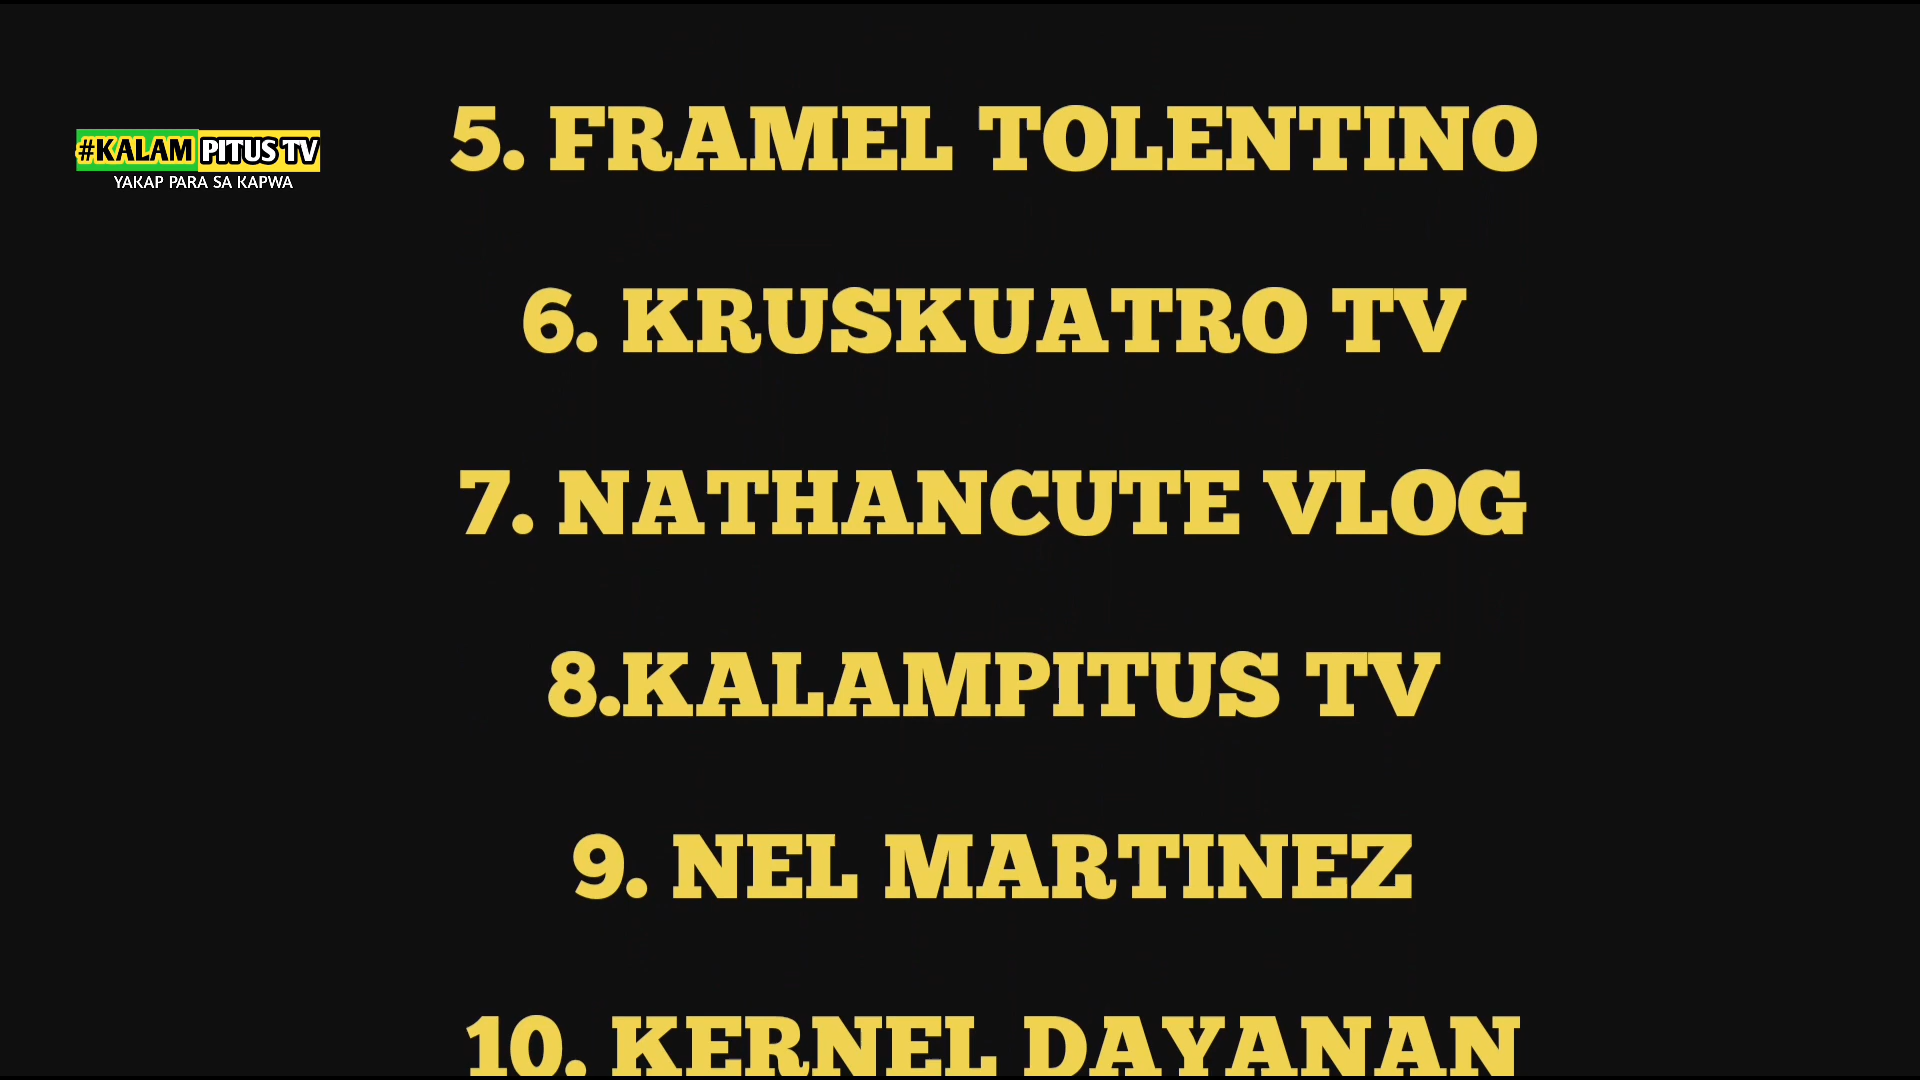 5. FRAMEL TOLENTINO
#KALAM PITUS TV
YAKAP PARA SA KAPWA
6. KRUSKUATRO TV
7. NATHANCUTE VLOG
8.KALAMPITUS TV
9. NEL MARTINEZ
10. KERNEL DAYANAN